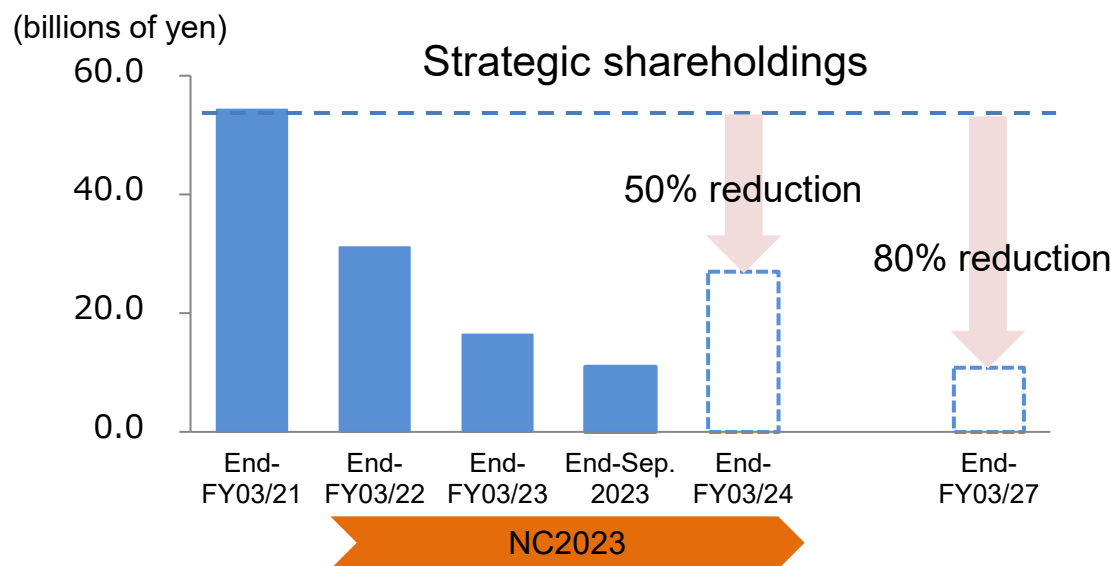 (billions of yen)
Strategic shareholdings
60.0
40.0
20.0
0.0
50% reduction
80% reduction
End-
FY03/21
End-
FY03/22
End-
FY03/23
End-Sep.
2023
End-
FY03/24
End-
FY03/27
NC2023